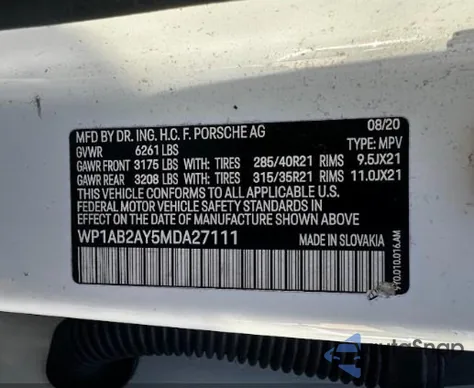 MFD BY DR. ING. H.C. F. PORSCHE AG 08/20
GVWR 6261 LBS TYPE: MPV
GAWR FRONT 3175 LBS WITH: TIRES 285/40R21 RIMS 9.5JX21
GAWR REAR 3208 LBS WITH: TIRES 315/35R21 RIMS 11.0JX21
THIS VEHICLE CONFORMS TO ALL APPLICABLE U.S.
FEDERAL MOTOR VEHICLE SAFETY STANDARDS IN
EFFECT ON THE DATE OF MANUFACTURE SHOWN ABOVE
WP1AB2AY5MDA27111 MADE IN SLOVAKIA
autoSnap